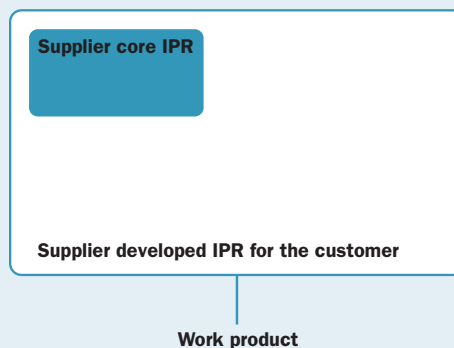 Supplier core IPR
Supplier developed IPR for the customer
Work product